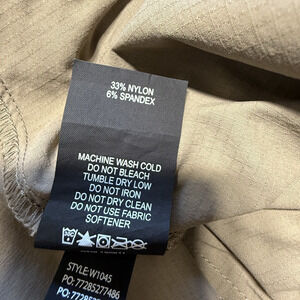 33% NYLON
6% SPANDEX
MACHINE WASH COLD
DO NOT BLEACH
TUMBLE DRY LOW
DO NOT IRON
DO NOT DRY CLEAN
DO NOT USE FABRIC
SOFTENER
STYLE:W1045
PO:77285277486